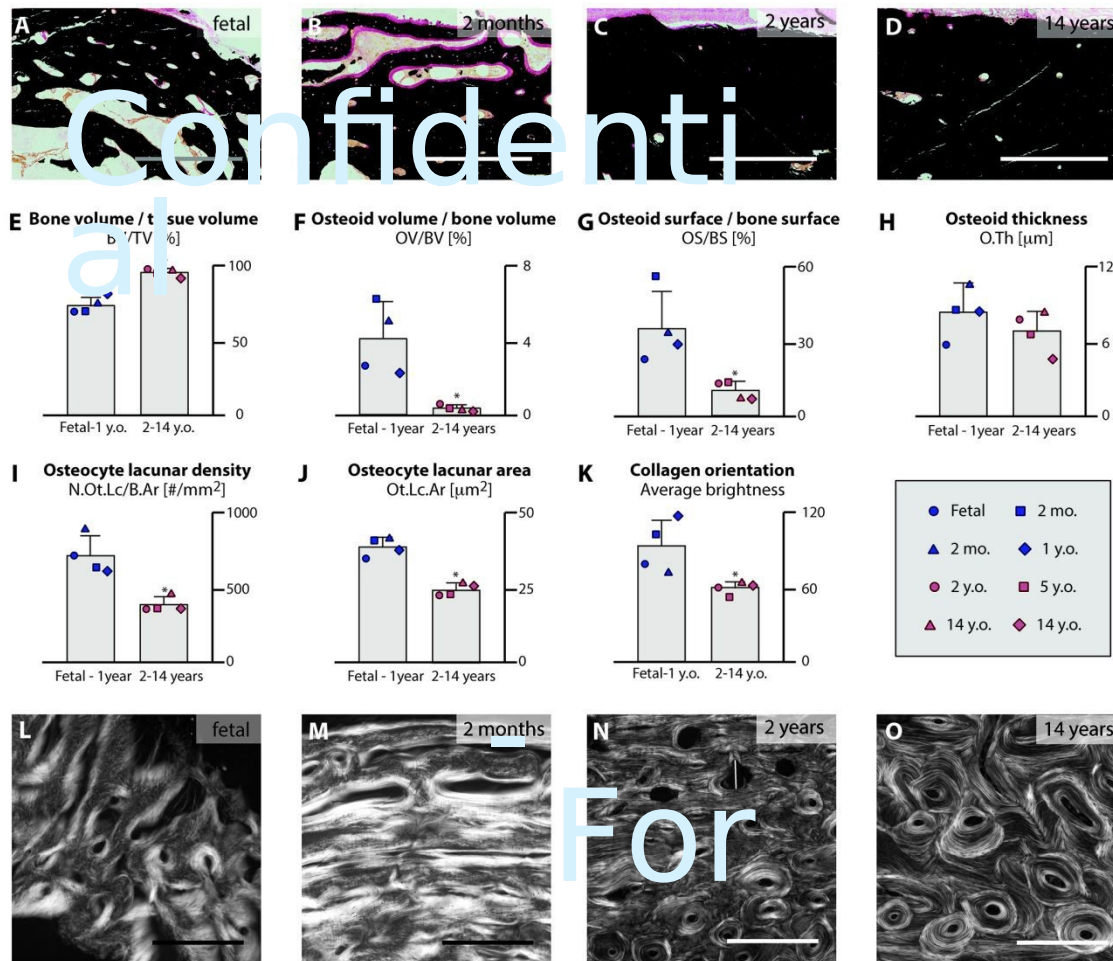 A fetal
B 2 months
C 2 years
D 14 years
Confidenti
al
E Bone volume / tissue volume
BV/TV [%]
100
50
0
Fetal-1 y.o. 2-14 y.o.
F Osteoid volume / bone volume
OV/BV [%]
8
4
*
0
Fetal - 1year 2-14 years
G Osteoid surface / bone surface
OS/BS [%]
60
30
*
0
Fetal - 1year 2-14 years
H Osteoid thickness
O.Th [μm]
12
6
0
Fetal - 1year 2-14 years
I Osteocyte lacunar density
N.Ot.Lc/B.Ar [#/mm²]
1000
500
*
0
Fetal - 1year 2-14 years
J Osteocyte lacunar area
Ot.Lc.Ar [μm²]
50
*
25
0
Fetal - 1year 2-14 years
K Collagen orientation
Average brightness
120
*
60
0
Fetal-1 y.o. 2-14 y.o.
Fetal 2 mo.
2 mo. 1 y.o.
2 y.o. 5 y.o.
14 y.o. 14 y.o.
L fetal
M 2 months
N 2 years
O 14 years
-
For